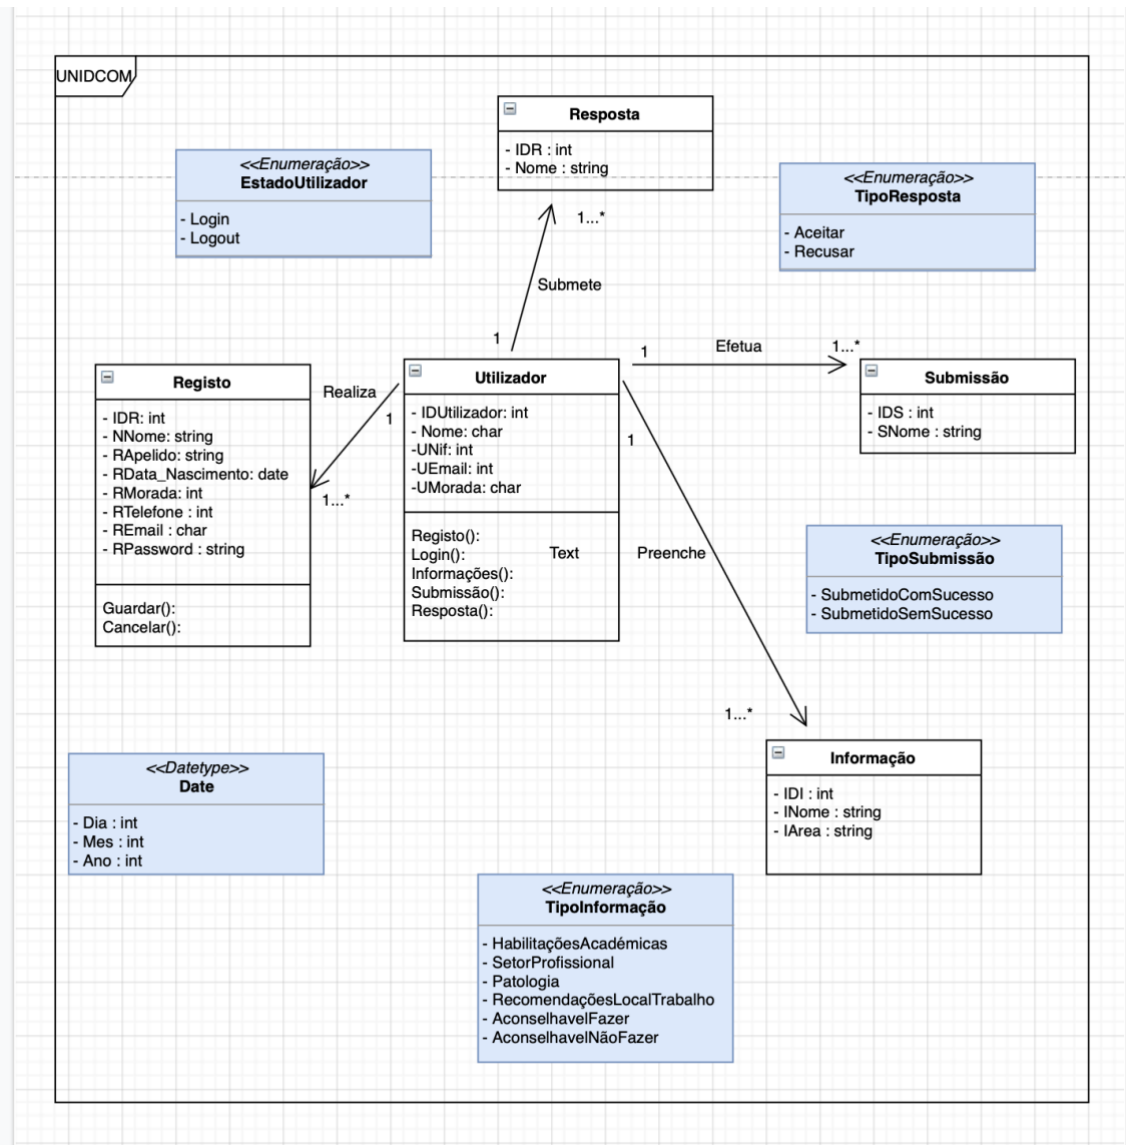 UNIDCOM
Resposta
- IDR : int
- Nome : string
<<Enumeração>>
EstadoUtilizador
- Login
- Logout
<<Enumeração>>
TipoResposta
- Aceitar
- Recusar
1...*
Submete
1
Realiza
1
1...*
1
Efetua
1...*
Registo
- IDR: int
- NNome: string
- RApelido: string
- RData_Nascimento: date
- RMorada: int
- RTelefone : int
- REmail : char
- RPassword : string
Guardar():
Cancelar():
Utilizador
- IDUtilizador: int
- Nome: char
-UNif: int
-UEmail: int
-UMorada: char
Registo():
Login():
Informações():
Submissão():
Resposta():
Text
Submissão
- IDS : int
- SNome : string
1
Preenche
1...*
<<Enumeração>>
TipoSubmissão
- SubmetidoComSucesso
- SubmetidoSemSucesso
Informação
- IDI : int
- INome : string
- IArea : string
<<Datetype>>
Date
- Dia : int
- Mes : int
- Ano : int
<<Enumeração>>
TipoInformação
- HabilitaçõesAcadémicas
- SetorProfissional
- Patologia
- RecomendaçõesLocalTrabalho
- AconselhavelFazer
- AconselhavelNãoFazer